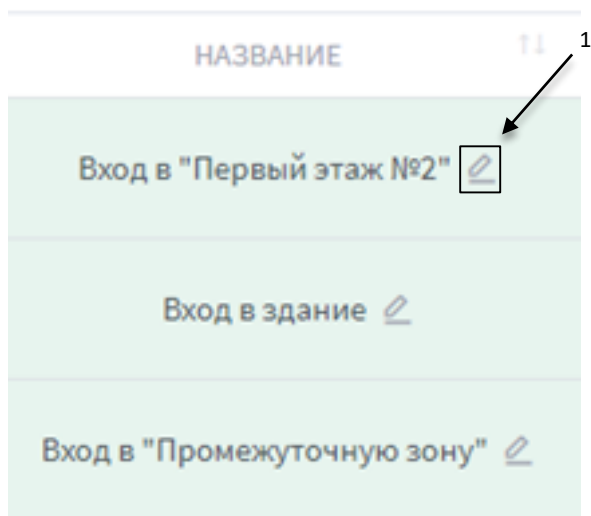 НАЗВАНИЕ
1
Вход в "Первый этаж №2"
Вход в здание
Вход в "Промежуточную зону"